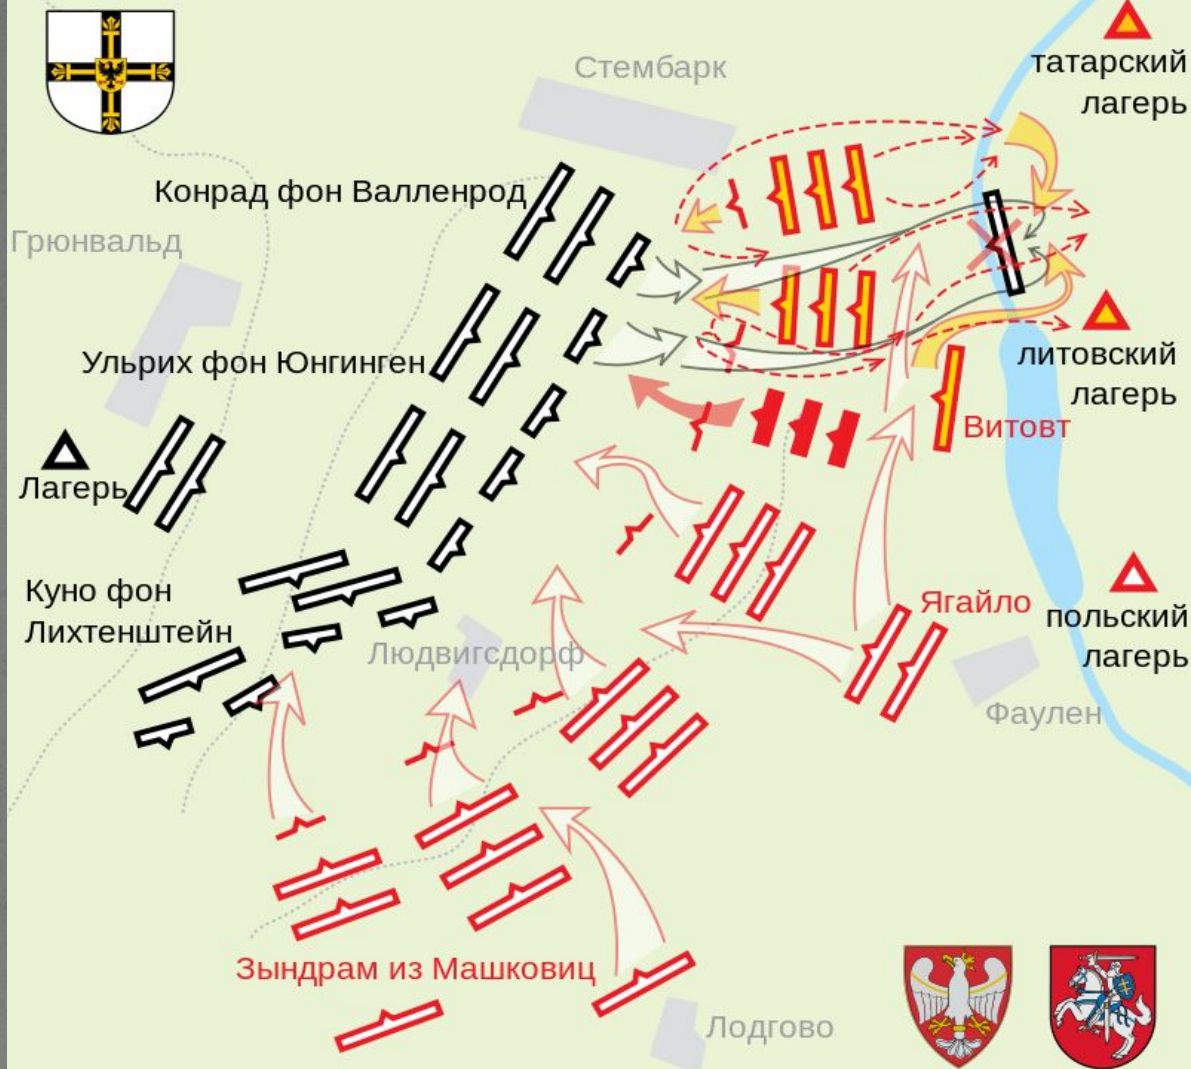 Стембарк
татарский
лагерь
Конрад фон Валленрод
Грюнвальд
Ульрих фон Юнгинген
литовский
лагерь
Витовт
Лагерь
Куно фон
Лихтенштейн
Ягайло
польский
лагерь
Людвигсдорф
Фаулен
Зындрам из Машковиц
Лодгово